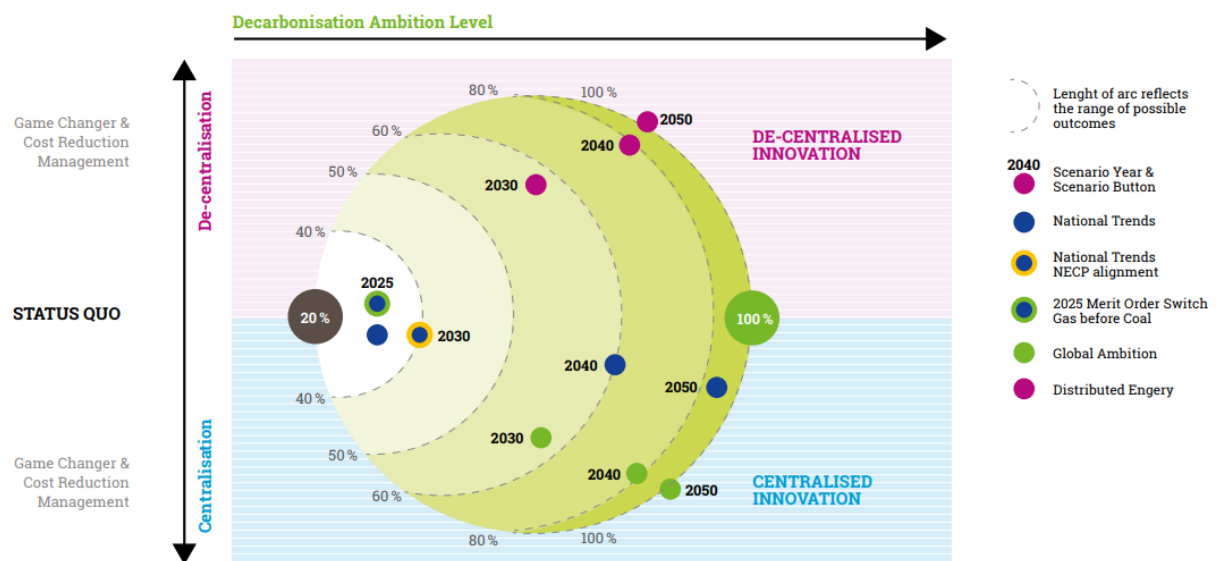 Decarbonisation Ambition Level
De-centralisation
Centralisation
Game Changer &
Cost Reduction
Management
STATUS QUO
Game Changer &
Cost Reduction
Management
80 %
100 %
60 %
50 %
40 %
20 %
100 %
40 %
50 %
60 %
80 %
100 %
2050
2040
2030
2025
2030
2040
2050
2030
2040
2050
DE-CENTRALISED
INNOVATION
CENTRALISED
INNOVATION
Lenght of arc reflects
the range of possible
outcomes
2040
Scenario Year &
Scenario Button
National Trends
National Trends
NECP alignment
2025 Merit Order Switch
Gas before Coal
Global Ambition
Distributed Engery